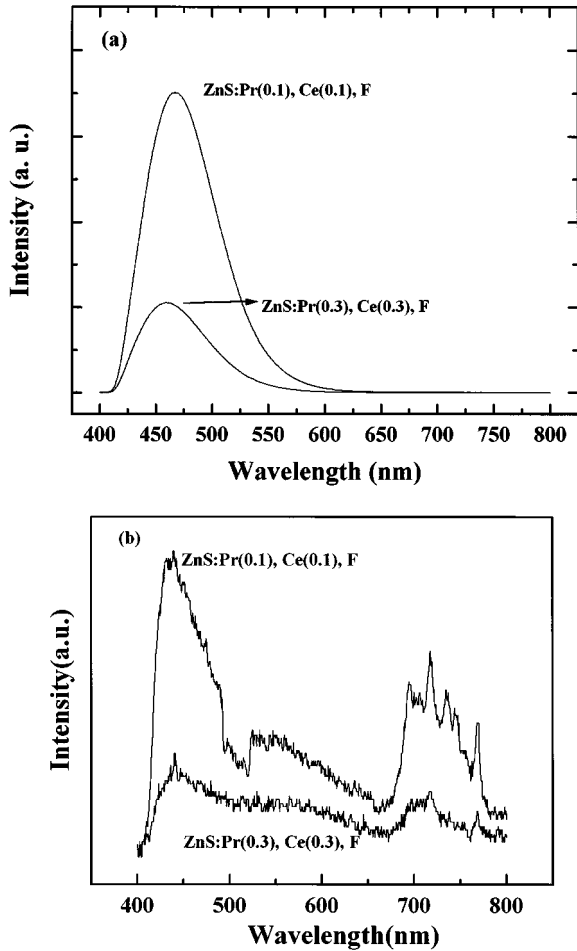 (a)
ZnS:Pr(0.1), Ce(0.1), F
ZnS:Pr(0.3), Ce(0.3), F
Intensity (a. u.)
400 450 500 550 600 650 700 750 800
Wavelength (nm)
(b)
ZnS:Pr(0.1), Ce(0.1), F
ZnS:Pr(0.3), Ce(0.3), F
Intensity(a.u.)
400 500 600 700 800
Wavelength(nm)